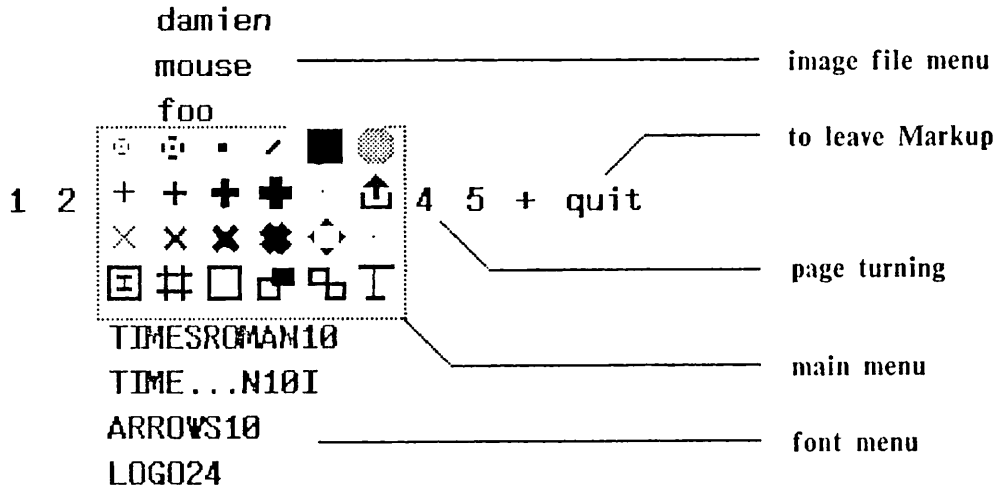 damien
mouse
image file menu
foo
to leave Markup
1 2 4 5 + quit
page turning
TIMESROMAN10
main menu
TIME...N10I
ARROWS10
font menu
LOGO24